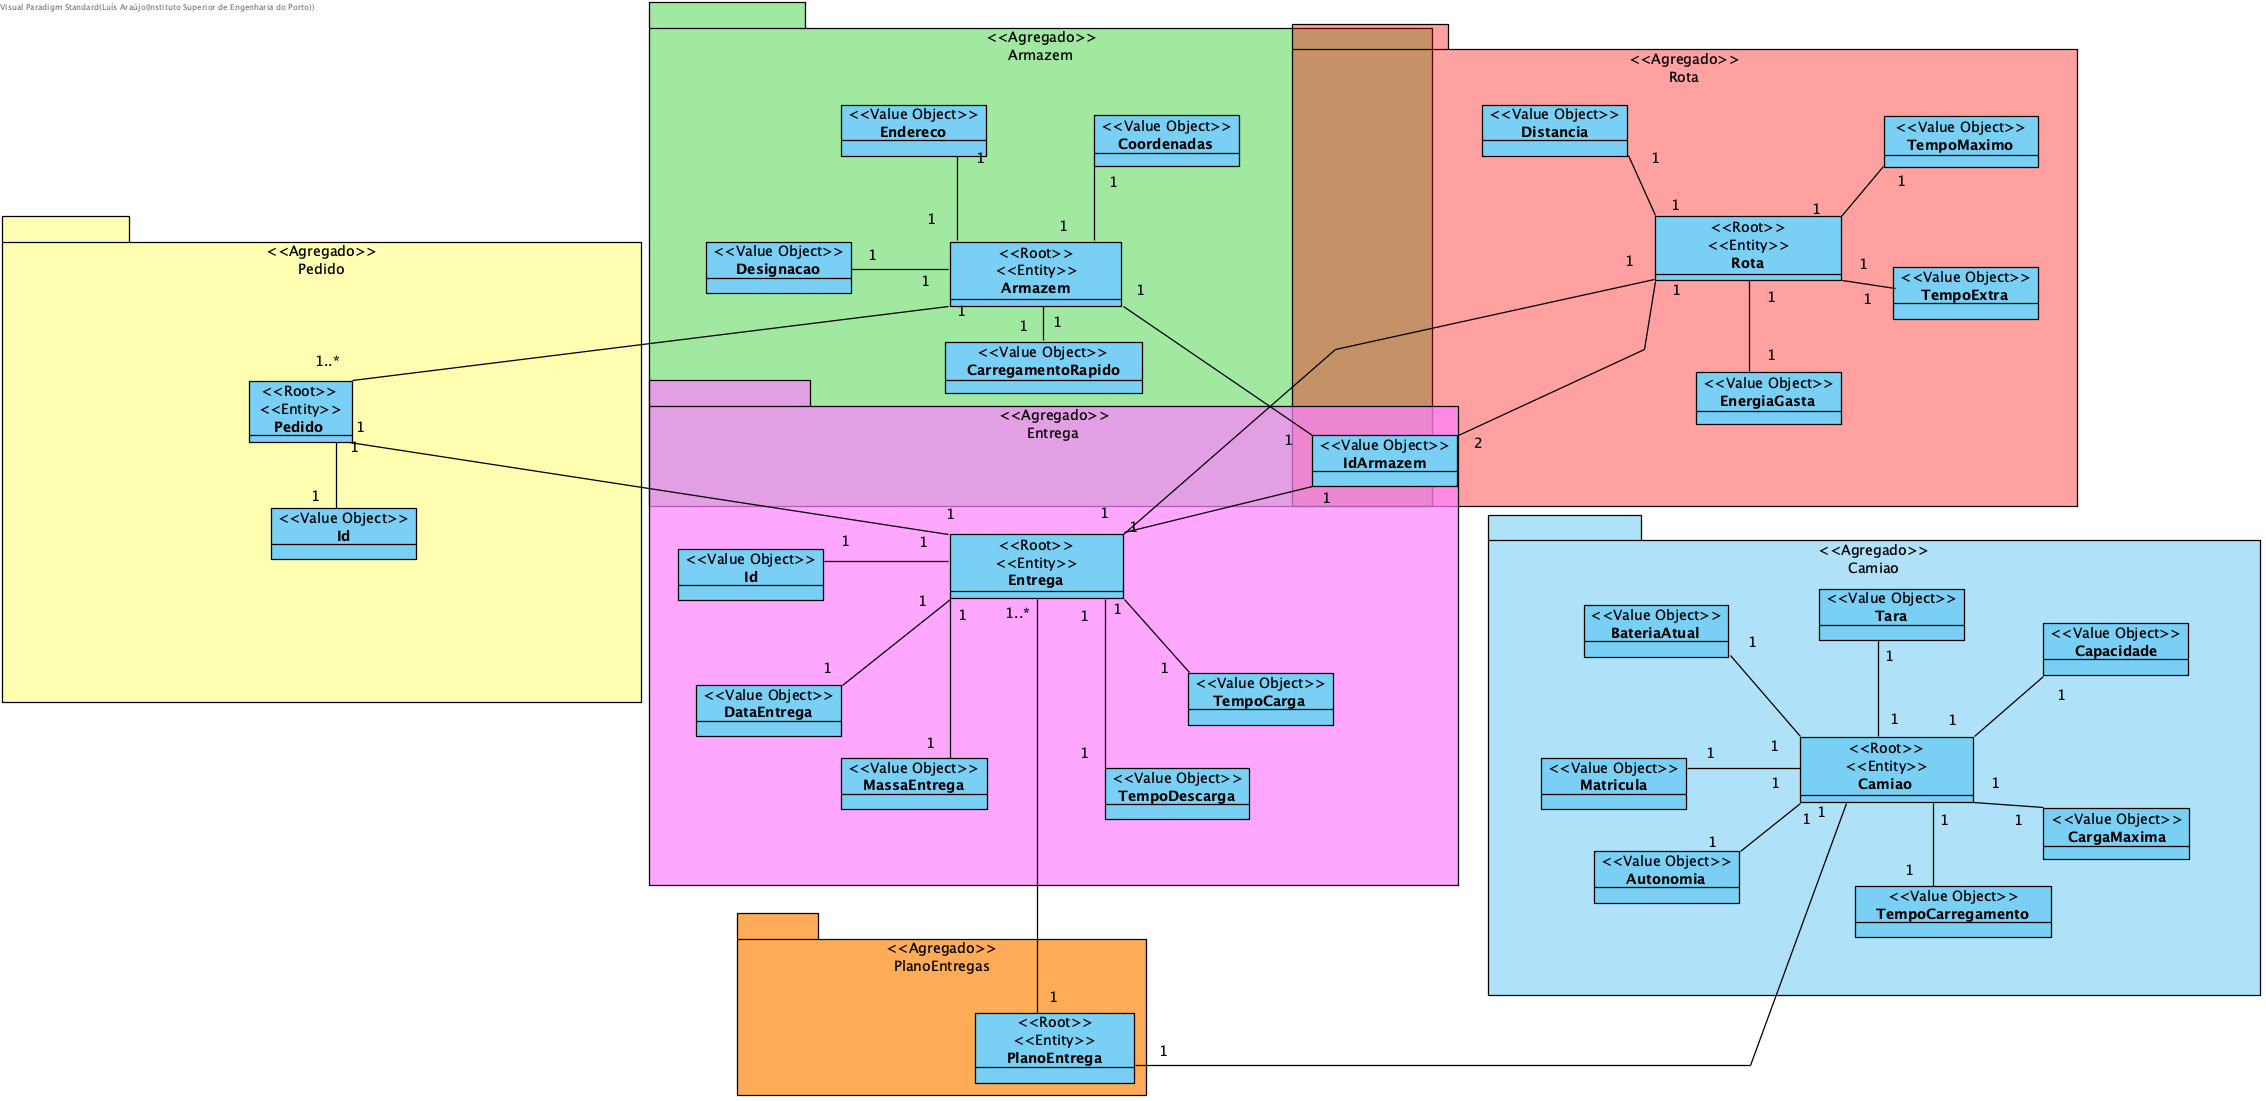 Visual Paradigm Standard(Luís Araújo(Instituto Superior de Engenharia do Porto))
<<Agregado>>
Armazem
<<Value Object>>
Endereco
1
1
<<Value Object>>
Coordenadas
1
1
<<Value Object>>
Designacao
1
1
<<Root>>
<<Entity>>
Armazem
1
1
1
1
<<Value Object>>
CarregamentoRapido
<<Agregado>>
Rota
<<Value Object>>
Distancia
1
1
<<Value Object>>
TempoMaximo
1
1
<<Root>>
<<Entity>>
Rota
1
1
1
1
<<Value Object>>
TempoExtra
1
1
<<Value Object>>
EnergiaGasta
<<Agregado>>
Pedido
1..*
<<Root>>
<<Entity>>
Pedido
1
1
1
<<Value Object>>
Id
<<Agregado>>
Entrega
1
<<Value Object>>
IdArmazem
2
1
1
1
1
<<Root>>
<<Entity>>
Entrega
1
1
<<Value Object>>
Id
1
1
1..*
1
1
1
<<Value Object>>
DataEntrega
1
<<Value Object>>
MassaEntrega
1
<<Value Object>>
TempoDescarga
1
<<Value Object>>
TempoCarga
<<Agregado>>
Camiao
<<Value Object>>
BateriaAtual
1
<<Value Object>>
Tara
1
<<Value Object>>
Capacidade
1
1
1
1
<<Root>>
<<Entity>>
Camiao
<<Value Object>>
Matricula
1
1
1
1
1
1
1
<<Value Object>>
CargaMaxima
1
<<Value Object>>
Autonomia
1
<<Value Object>>
TempoCarregamento
<<Agregado>>
PlanoEntregas
1
<<Root>>
<<Entity>>
PlanoEntrega
1